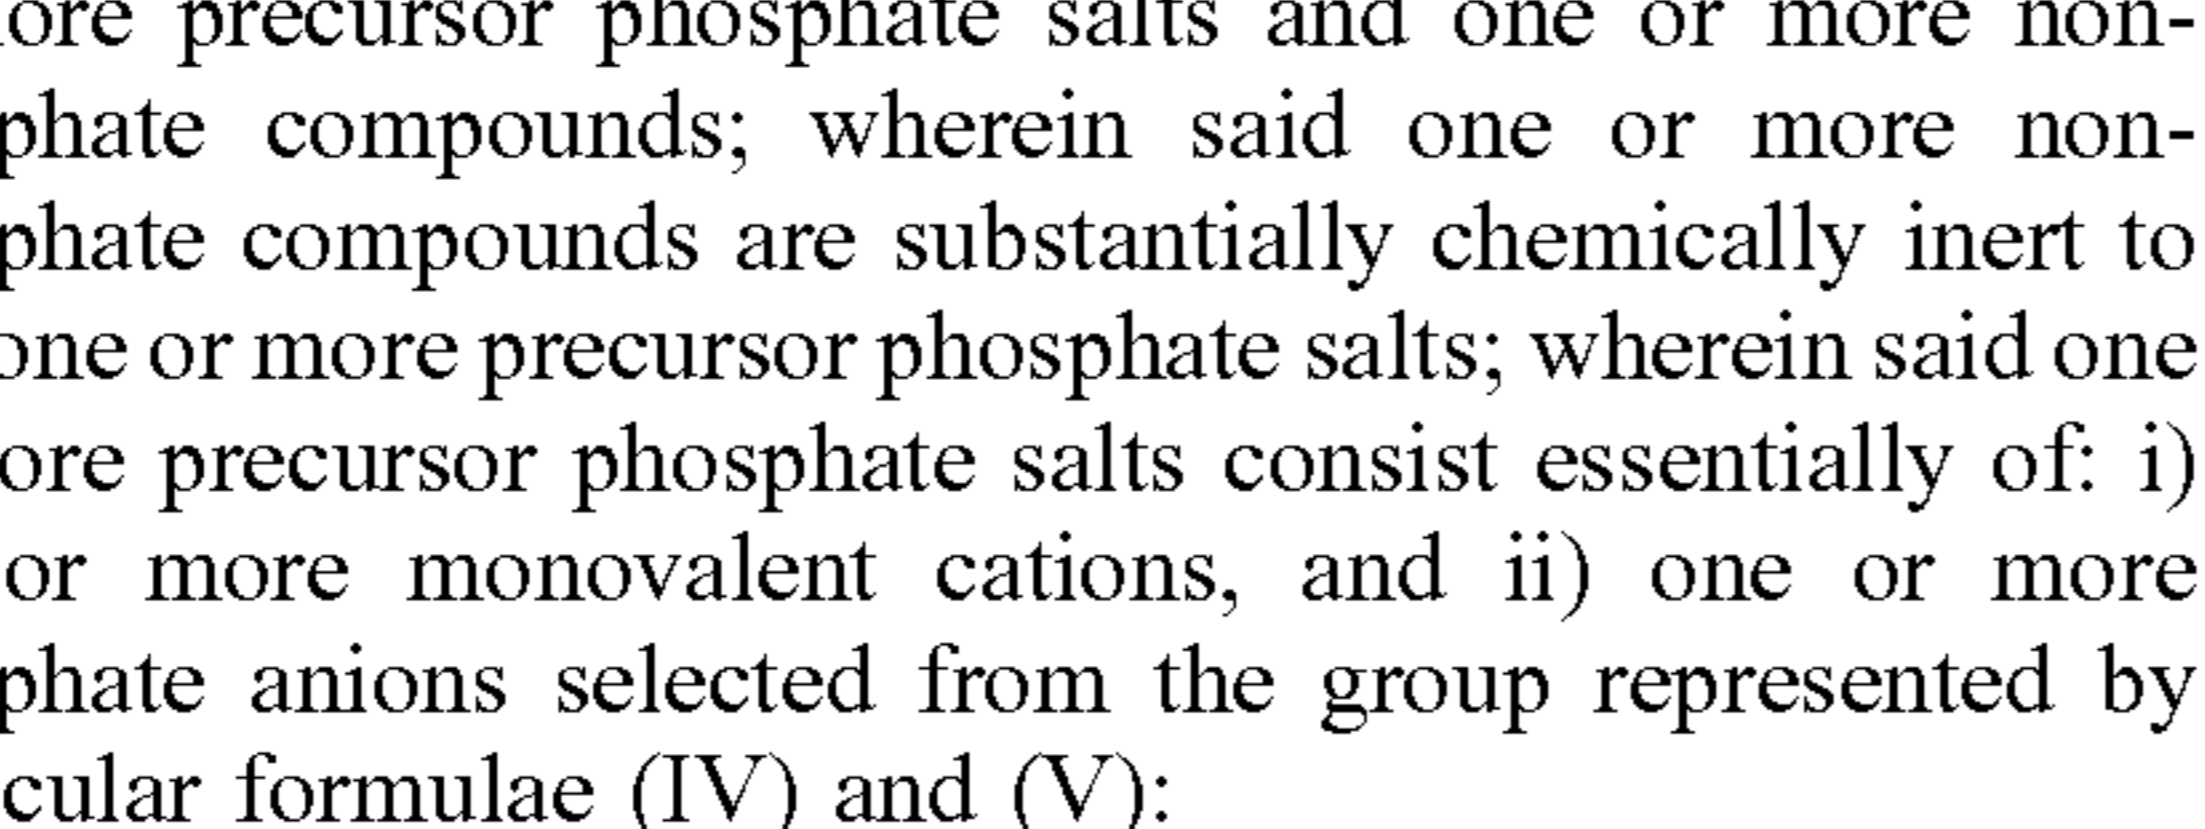 ore precursor phosphate salts and one or more non-
phate compounds; wherein said one or more non-
phate compounds are substantially chemically inert to
one or more precursor phosphate salts; wherein said one
ore precursor phosphate salts consist essentially of: i)
or more monovalent cations, and ii) one or more
phate anions selected from the group represented by
cular formulae (IV) and (V):